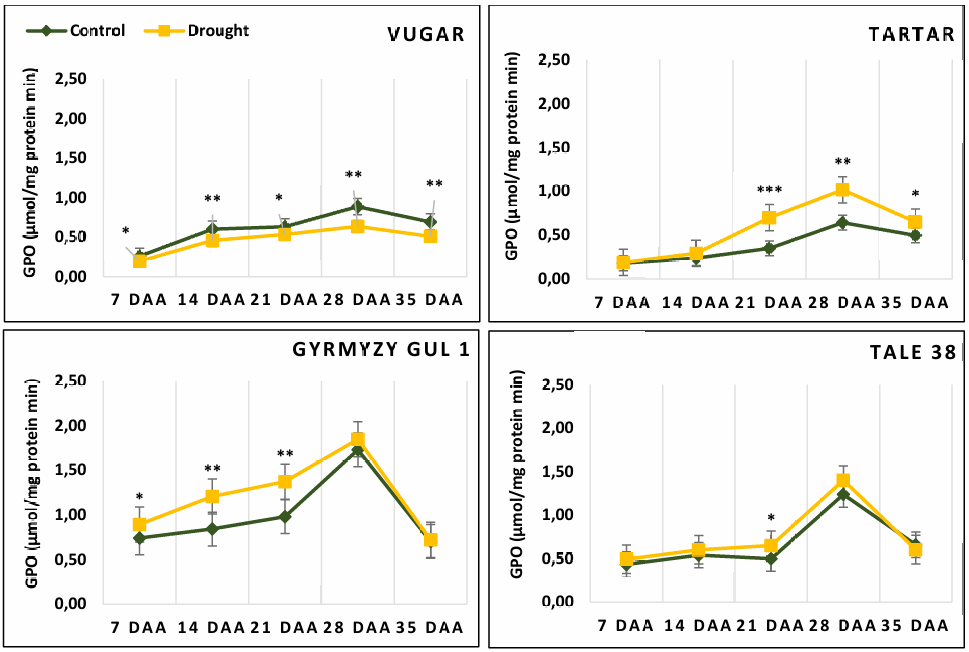 Control Drought VUGAR
GPO (µmol/mg protein min)
2,50
2,00
1,50
1,00
0,50
0,00
* ** * ** **
7 DAA 14 DAA 21 DAA 28 DAA 35 DAA
TARTAR
GPO (µmol/mg protein min)
2,50
2,00
1,50
1,00
0,50
0,00
*** ** *
7 DAA 14 DAA 21 DAA 28 DAA 35 DAA
GYRMYZY GUL 1
GPO (µmol/mg protein min)
2,50
2,00
1,50
1,00
0,50
0,00
* ** **
7 DAA 14 DAA 21 DAA 28 DAA 35 DAA
TALE 38
GPO (µmol/mg protein min)
2,50
2,00
1,50
1,00
0,50
0,00
*
7 DAA 14 DAA 21 DAA 28 DAA 35 DAA